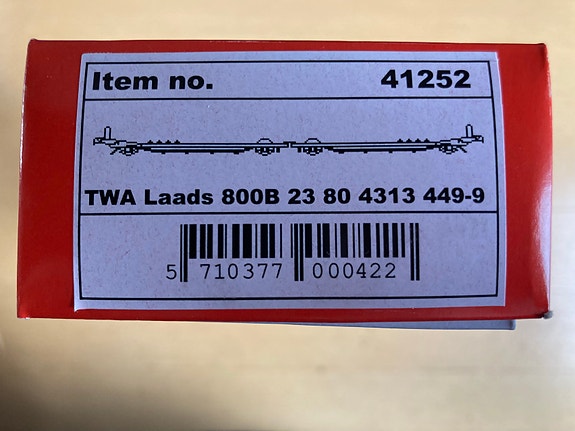 Item no. 41252
TWA Laads 800B 23 80 4313 449-9
5 710377 000422